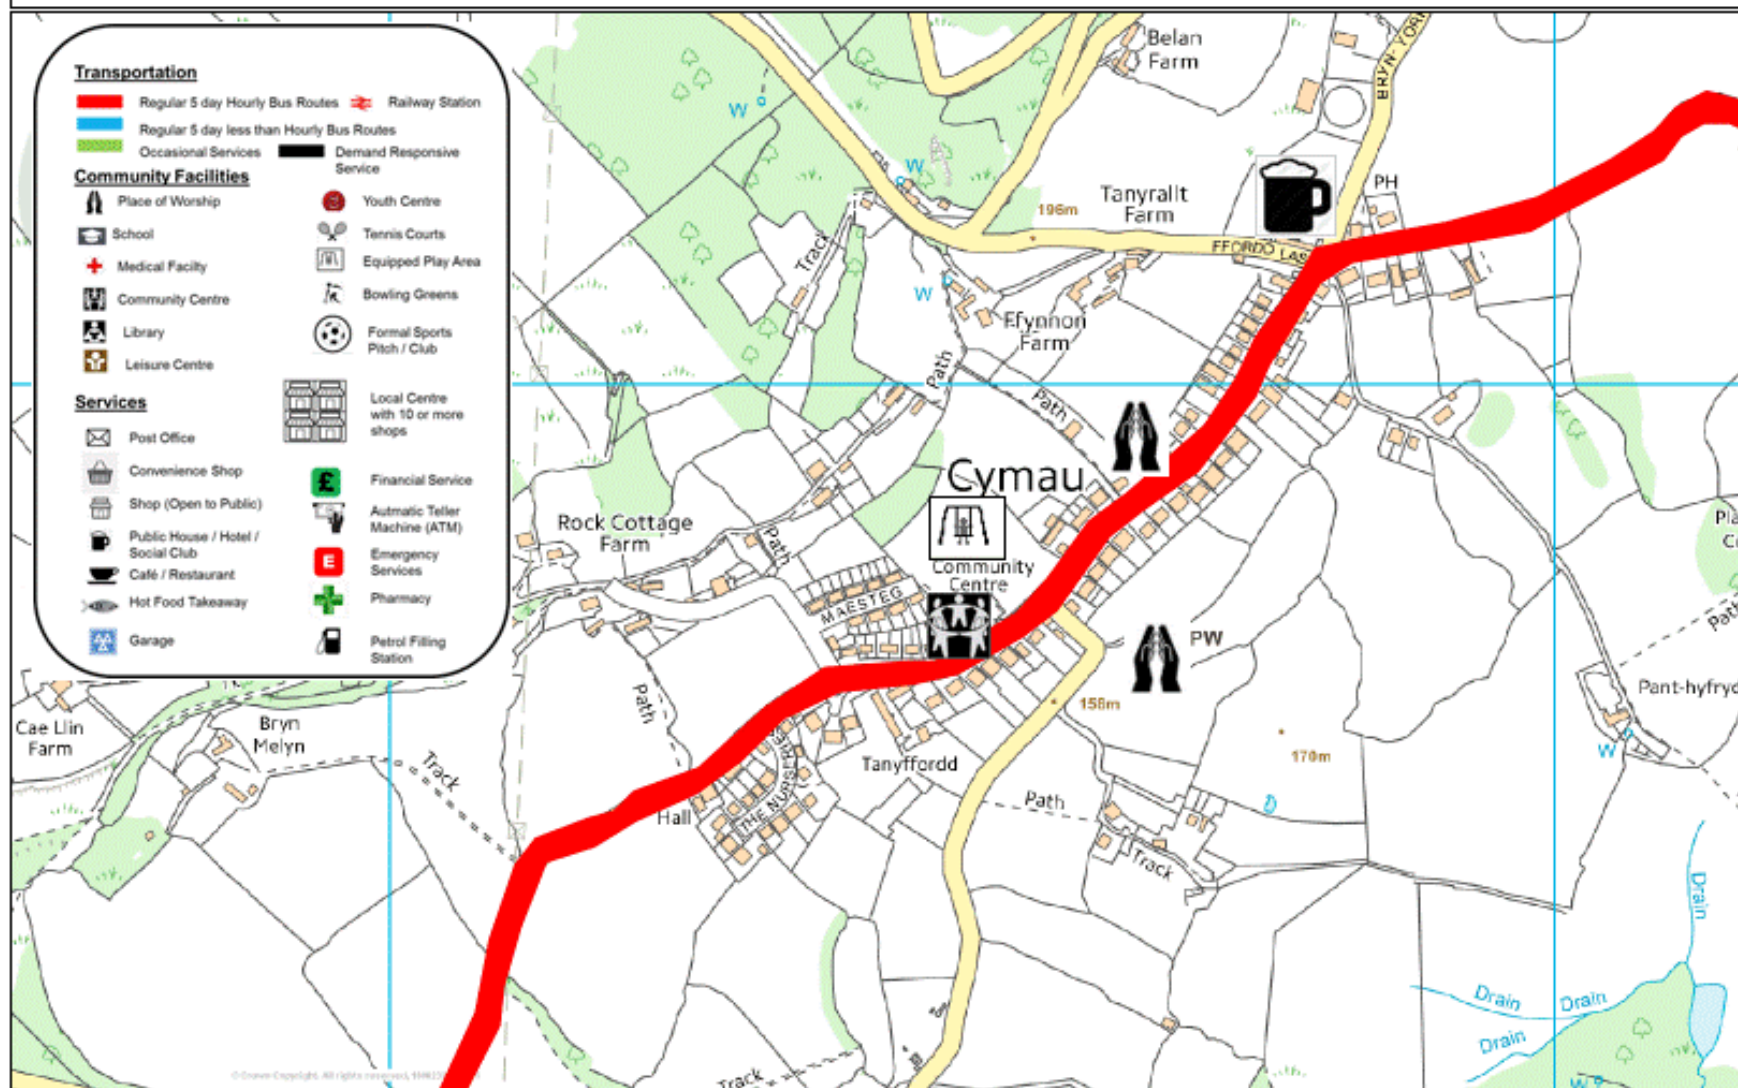 Transportation
Regular 5 day Hourly Bus Routes
Railway Station
Regular 5 day less than Hourly Bus Routes
Occasional Services
Demand Responsive
Service
Community Facilities
Place of Worship
Youth Centre
School
Tennis Courts
Medical Facilty
Equipped Play Area
Community Centre
Bowling Greens
Library
Formal Sports
Pitch / Club
Leisure Centre
Services
Local Centre
with 10 or more
shops
Post Office
Convenience Shop
£
Financial Service
Shop (Open to Public)
Autmatic Teller
Machine (ATM)
Public House / Hotel /
Social Club
E
Emergency
Services
Café / Restaurant
Hot Food Takeaway
Pharmacy
Garage
Petrol Filling
Station
Belan
Farm
BRYN-YORK
W
W
PH
Tanyrallt
Farm
196m
FFORDD LAS
Track
W
Ffynnon
Farm
Path
Path
Cymau
Rock Cottage
Farm
Path
Community
Centre
MAESTEG
PW
Path
Path
Pant-hyfryd
158m
W
170m
Cae Llin
Farm
Bryn
Melyn
Track
Tanyffordd
THE NURSERIES
Hall
Path
Track
Drain
Drain
Drain
Drain
Track
W